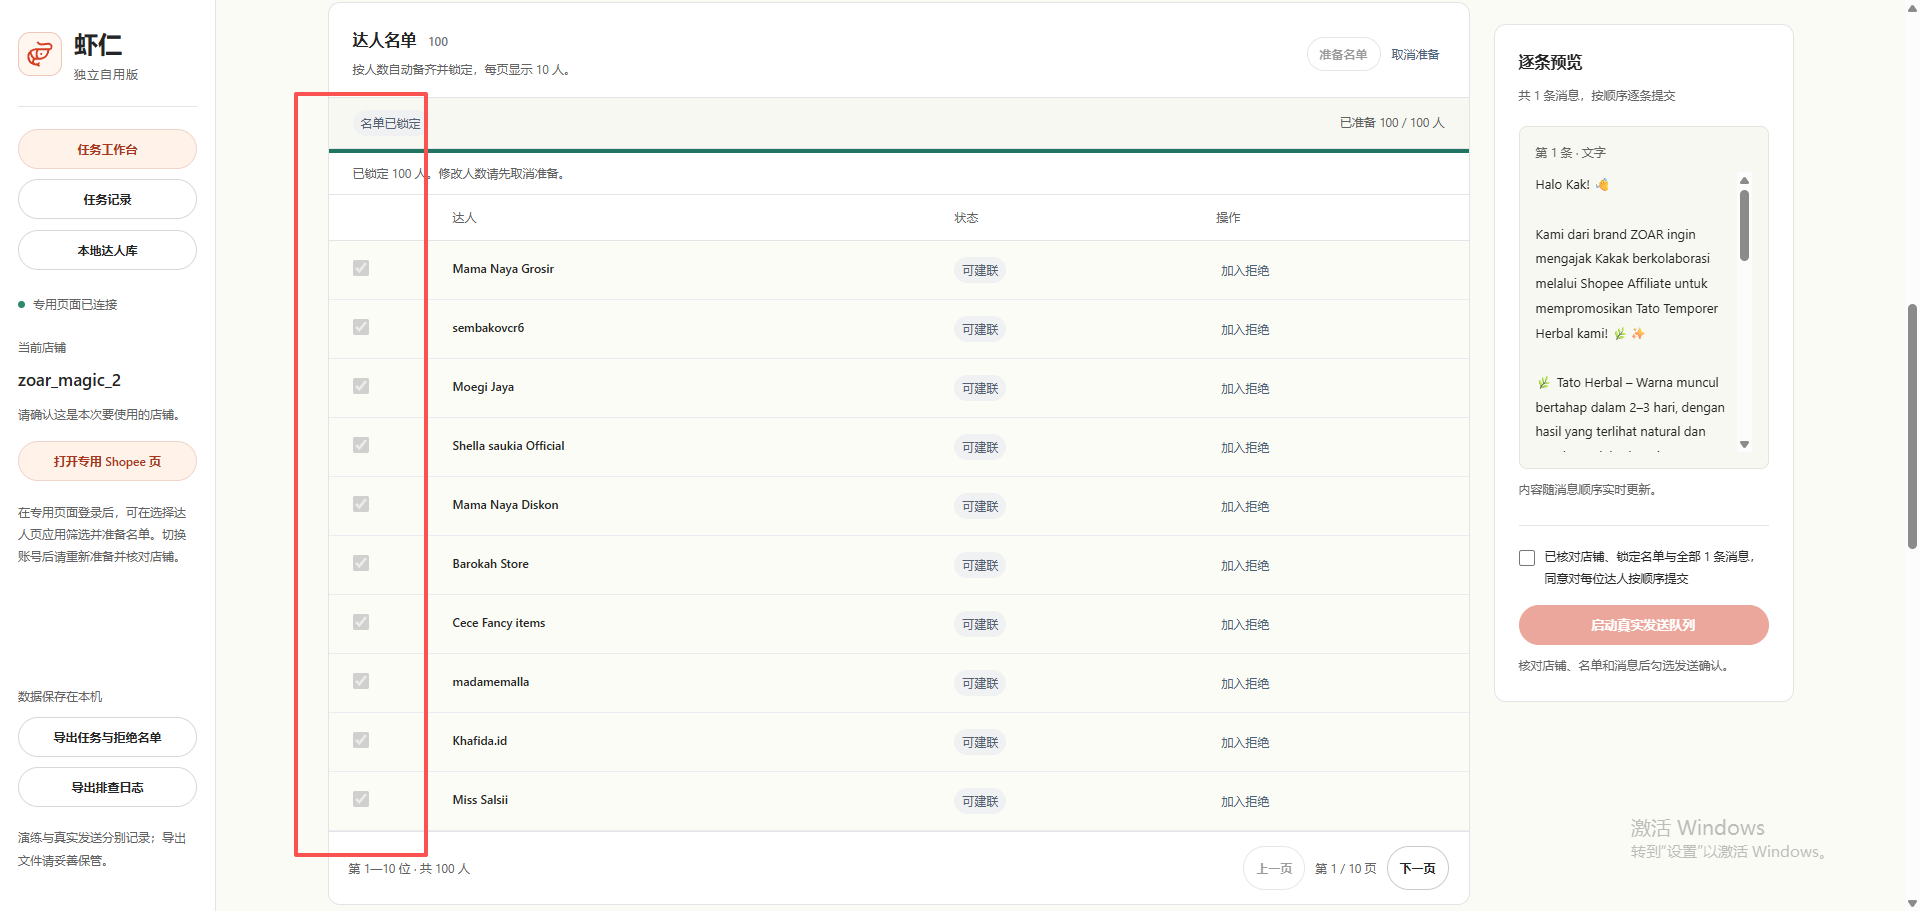 虾仁
独立自用版
任务工作台
任务记录
本地达人库
专用页面已连接
当前店铺
zoar_magic_2
请确认这是本次要使用的店铺。
打开专用 Shopee 页
在专用页面登录后，可在选择达
人页应用筛选并准备名单。切换
账号后请重新准备并核对店铺。
数据保存在本机
导出任务与拒绝名单
导出排查日志
演练与真实发送分别记录；导出
文件请妥善保管。
达人名单 100
按人数自动备齐并锁定，每页显示 10 人。
准备名单 取消准备
名单已锁定 已准备 100 / 100 人
已锁定 100 人。修改人数请先取消准备。
达人 状态 操作
Mama Naya Grosir 可建联 加入拒绝
sembakovcr6 可建联 加入拒绝
Moegi Jaya 可建联 加入拒绝
Shella saukia Official 可建联 加入拒绝
Mama Naya Diskon 可建联 加入拒绝
Barokah Store 可建联 加入拒绝
Cece Fancy items 可建联 加入拒绝
madamemalla 可建联 加入拒绝
Khafida.id 可建联 加入拒绝
Miss Salsii 可建联 加入拒绝
第 1—10 位 · 共 100 人 上一页 第 1 / 10 页 下一页
逐条预览
共 1 条消息，按顺序逐条提交
第 1 条 · 文字
Halo Kak! 👋
Kami dari brand ZOAR ingin
mengajak Kakak berkolaborasi
melalui Shopee Affiliate untuk
mempromosikan Tato Temporer
Herbal kami! 🌿 ✨
🌿 Tato Herbal – Warna muncul
bertahap dalam 2–3 hari, dengan
hasil yang terlihat natural dan
内容随消息顺序实时更新。
已核对店铺、锁定名单与全部 1 条消息，
同意对每位达人按顺序提交
启动真实发送队列
核对店铺、名单和消息后勾选发送确认。
激活 Windows
转到“设置”以激活 Windows。